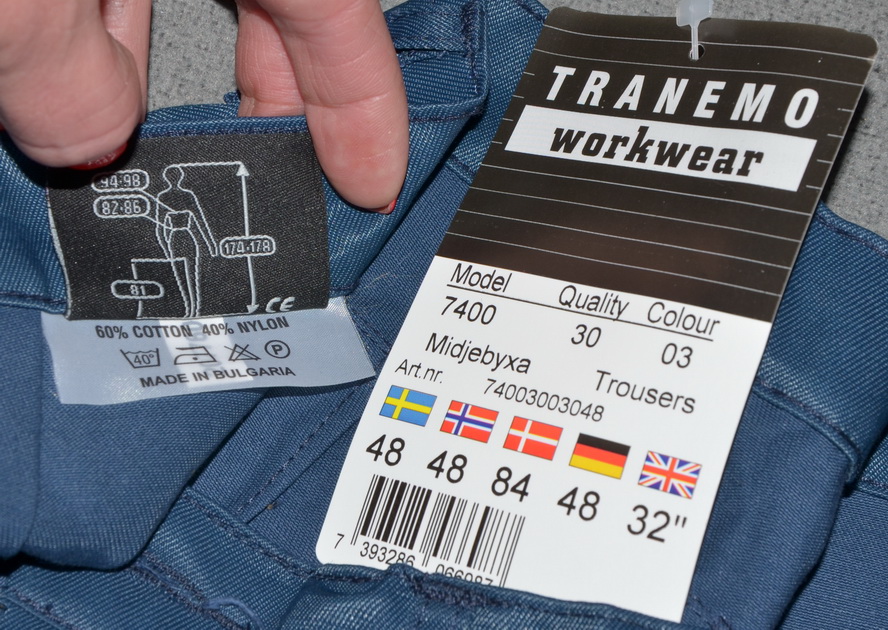 94-98
82-86
174-178
81
CE
60% COTTON 40% NYLON
40°
P
MADE IN BULGARIA
TRANEMO
workwear
Model Quality Colour
7400 30 03
Midjebyxa Trousers
Art.nr. 74003003048
48 48 84 48 32"
7 393286 066987